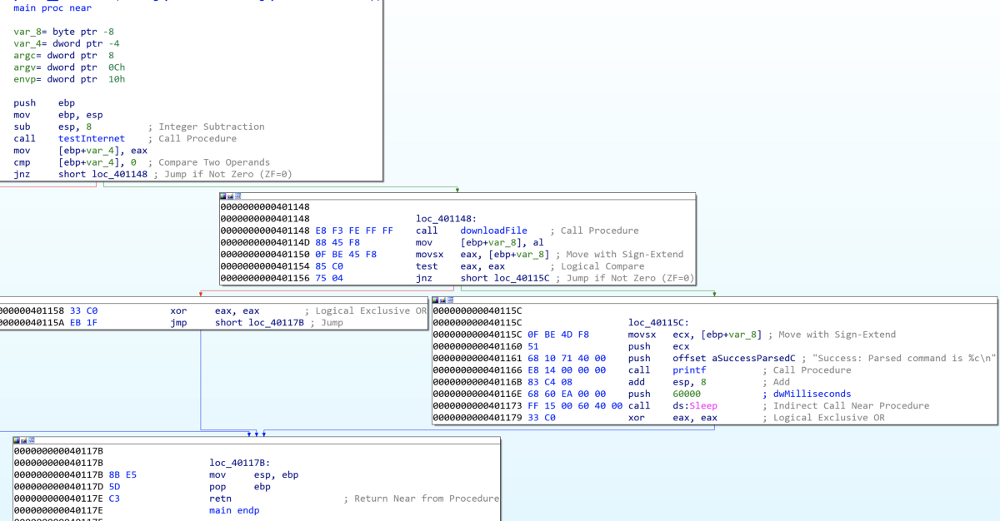 main proc near
var_8= byte ptr -8
var_4= dword ptr -4
argc= dword ptr  8
argv= dword ptr  0Ch
envp= dword ptr  10h
push    ebp
mov     ebp, esp
sub     esp, 8          ; Integer Subtraction
call    testInternet    ; Call Procedure
mov     [ebp+var_4], eax
cmp     [ebp+var_4], 0  ; Compare Two Operands
jnz     short loc_401148 ; Jump if Not Zero (ZF=0)
0000000000401148
0000000000401148 loc_401148:
0000000000401148 E8 F3 FE FF FF call downloadFile ; Call Procedure
000000000040114D 88 45 F8 mov [ebp+var_8], al
0000000000401150 0F BE 45 F8 movsx eax, [ebp+var_8] ; Move with Sign-Extend
0000000000401154 85 C0 test eax, eax ; Logical Compare
0000000000401156 75 04 jnz short loc_40115C ; Jump if Not Zero (ZF=0)
000000401158 33 C0 xor eax, eax ; Logical Exclusive OR
00000040115A EB 1F jmp short loc_40117B ; Jump
000000000040115C
000000000040115C loc_40115C:
000000000040115C 0F BE 4D F8 movsx ecx, [ebp+var_8] ; Move with Sign-Extend
0000000000401160 51 push ecx
0000000000401161 68 10 71 40 00 push offset aSuccessParsedC ; "Success: Parsed command is %c\n"
0000000000401166 E8 14 00 00 00 call printf ; Call Procedure
000000000040116B 83 C4 08 add esp, 8 ; Add
000000000040116E 68 60 EA 00 00 push 60000 ; dwMilliseconds
0000000000401173 FF 15 00 60 40 00 call ds:Sleep ; Indirect Call Near Procedure
0000000000401179 33 C0 xor eax, eax ; Logical Exclusive OR
000000000040117B
000000000040117B loc_40117B:
000000000040117B 8B E5 mov esp, ebp
000000000040117D 5D pop ebp
000000000040117E C3 retn ; Return Near from Procedure
000000000040117E main endp